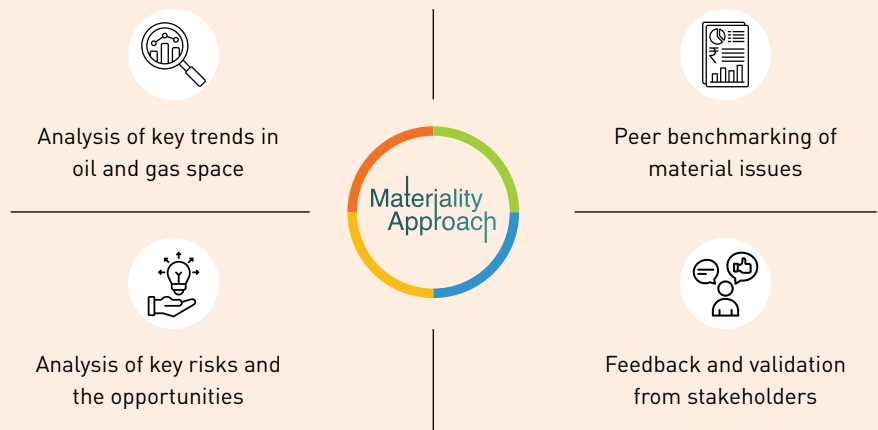 Analysis of key trends in
oil and gas space
Peer benchmarking of
material issues
Materiality
Approach
Analysis of key risks and
the opportunities
Feedback and validation
from stakeholders
₹